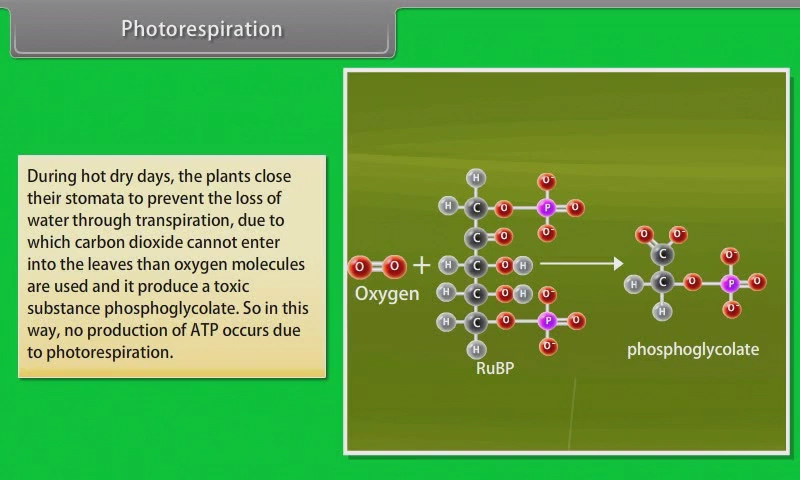 Photorespiration
During hot dry days, the plants close
their stomata to prevent the loss of
water through transpiration, due to
which carbon dioxide cannot enter
into the leaves than oxygen molecules
are used and it produce a toxic
substance phosphoglycolate. So in this
way, no production of ATP occurs due
to photorespiration.
H
H C O P O
O⁻
O⁻
C O
O O + H C O H
Oxygen
H C O H
H C O P O
O⁻
O⁻
H
RuBP
O O⁻
C
H C O P O
O⁻
O⁻
H
phosphoglycolate